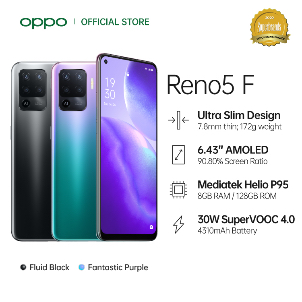 oppo | OFFICIAL STORE
Reno5 F
Ultra Slim Design
7.8mm thin; 172g weight
6.43" AMOLED
90.80% Screen Ratio
Mediatek Helio P95
8GB RAM / 128GB ROM
30W SuperVOOC 4.0
4310mAh Battery
Fluid Black
Fantastic Purple